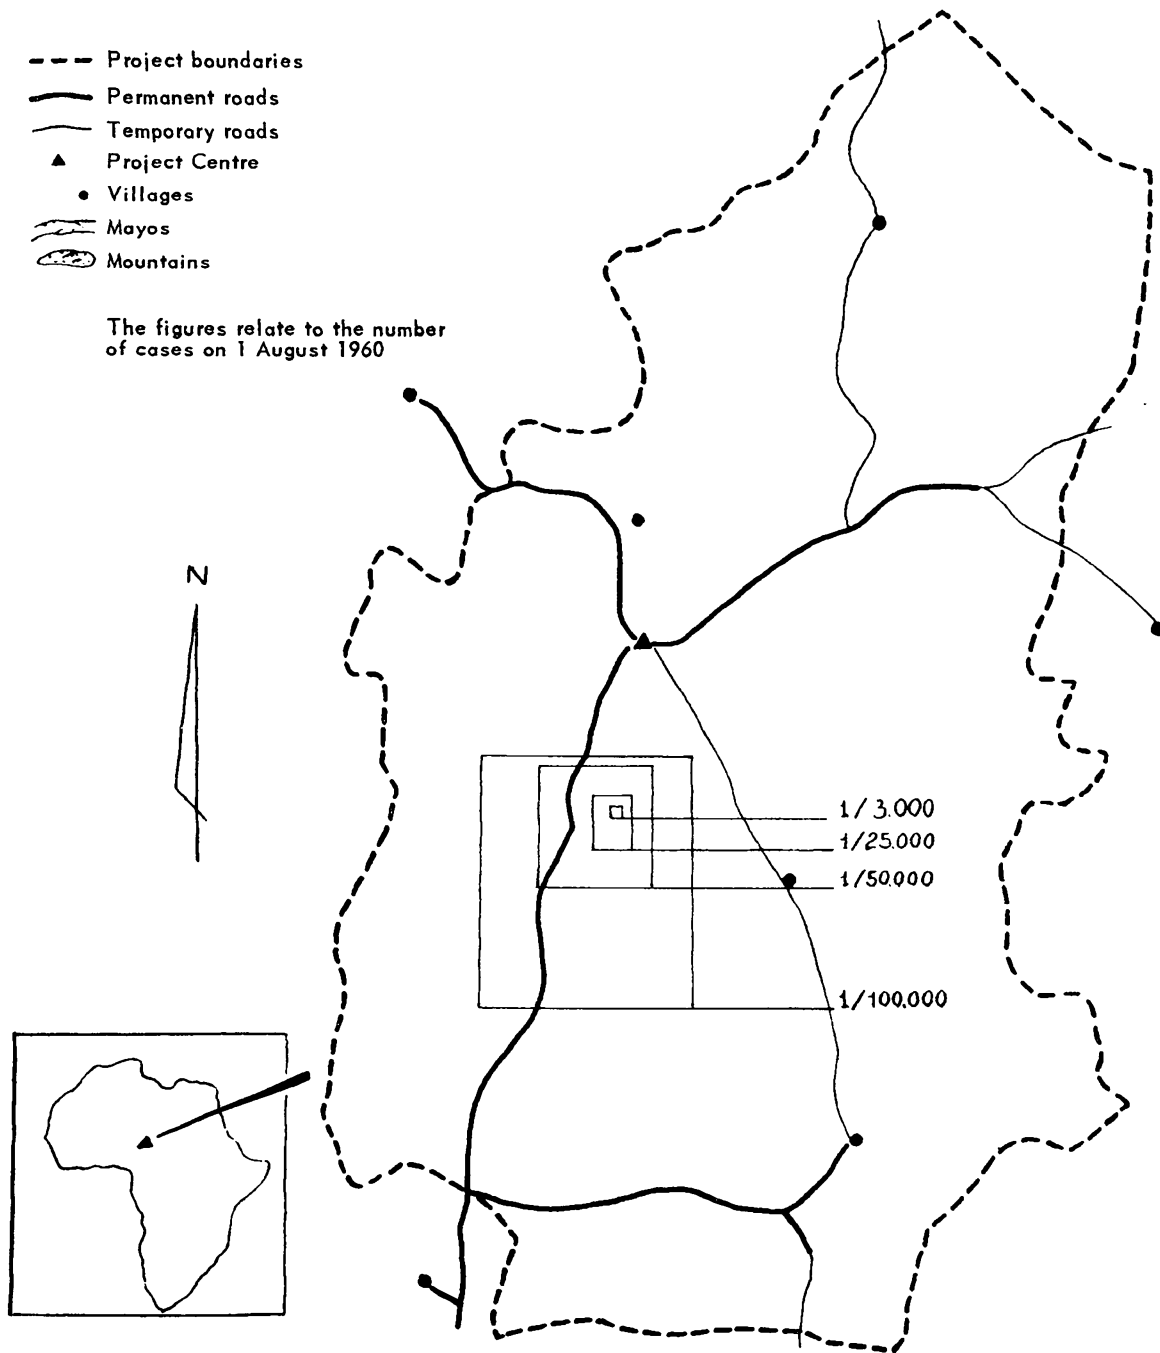 Project boundaries
Permanent roads
Temporary roads
Project Centre
Villages
Mayos
Mountains
The figures relate to the number
of cases on 1 August 1960
N
1/3.000
1/25.000
1/50.000
1/100.000